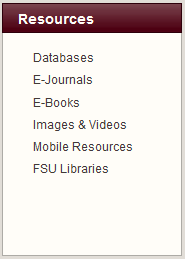 Resources
Databases
E-Journals
E-Books
Images & Videos
Mobile Resources
FSU Libraries